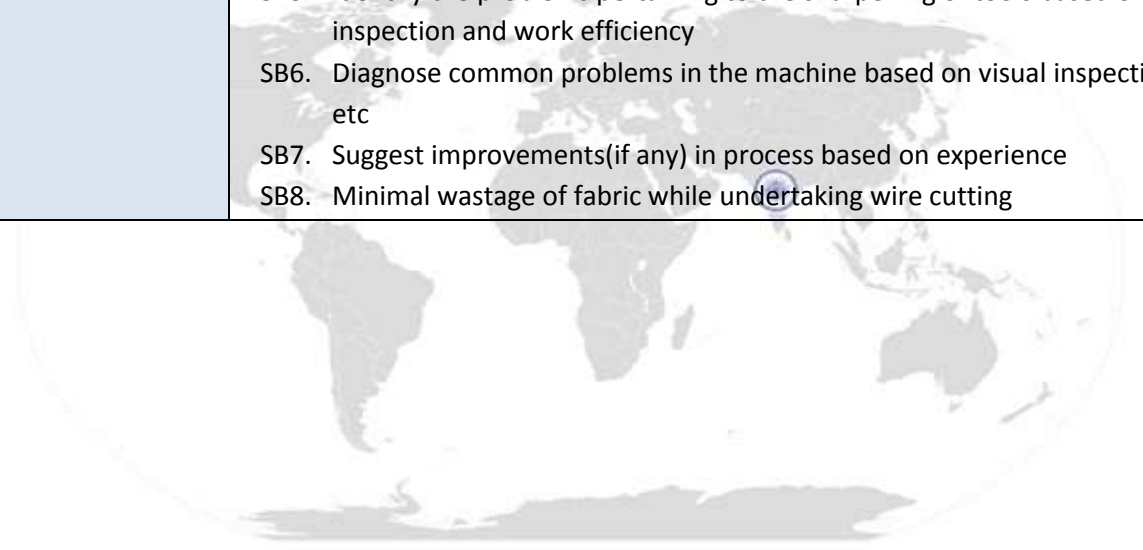 inspection and work efficiency
SB6. Diagnose common problems in the machine based on visual
etc
SB7. Suggest improvements(if any) in process based on experience
SB8. Minimal wastage of fabric while undertaking wire cutting